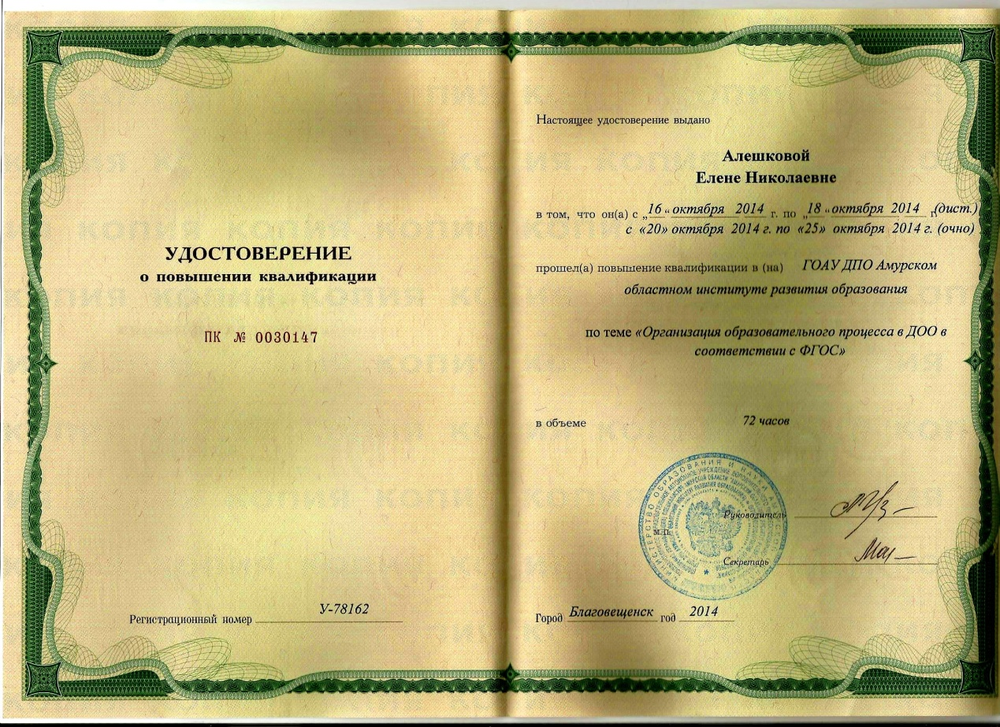 УДОСТОВЕРЕНИЕ
о повышении квалификации
ПК № 0030147
Регистрационный номер У-78162
Настоящее удостоверение выдано
Алешковой
Елене Николаевне
в том, что он(а) с „16“ октября 2014 г. по „18“ октября 2014 г. (дист.)
с «20» октября 2014 г. по «25» октября 2014 г. (очно)
прошел(а) повышение квалификации в (на) ГОАУ ДПО Амурском
областном институте развития образования
по теме «Организация образовательного процесса в ДОО в
соответствии с ФГОС»
в объеме 72 часов
МИНИСТЕРСТВО ОБРАЗОВАНИЯ И НАУКИ
Руководитель
М.П.
Секретарь
Город Благовещенск год 2014